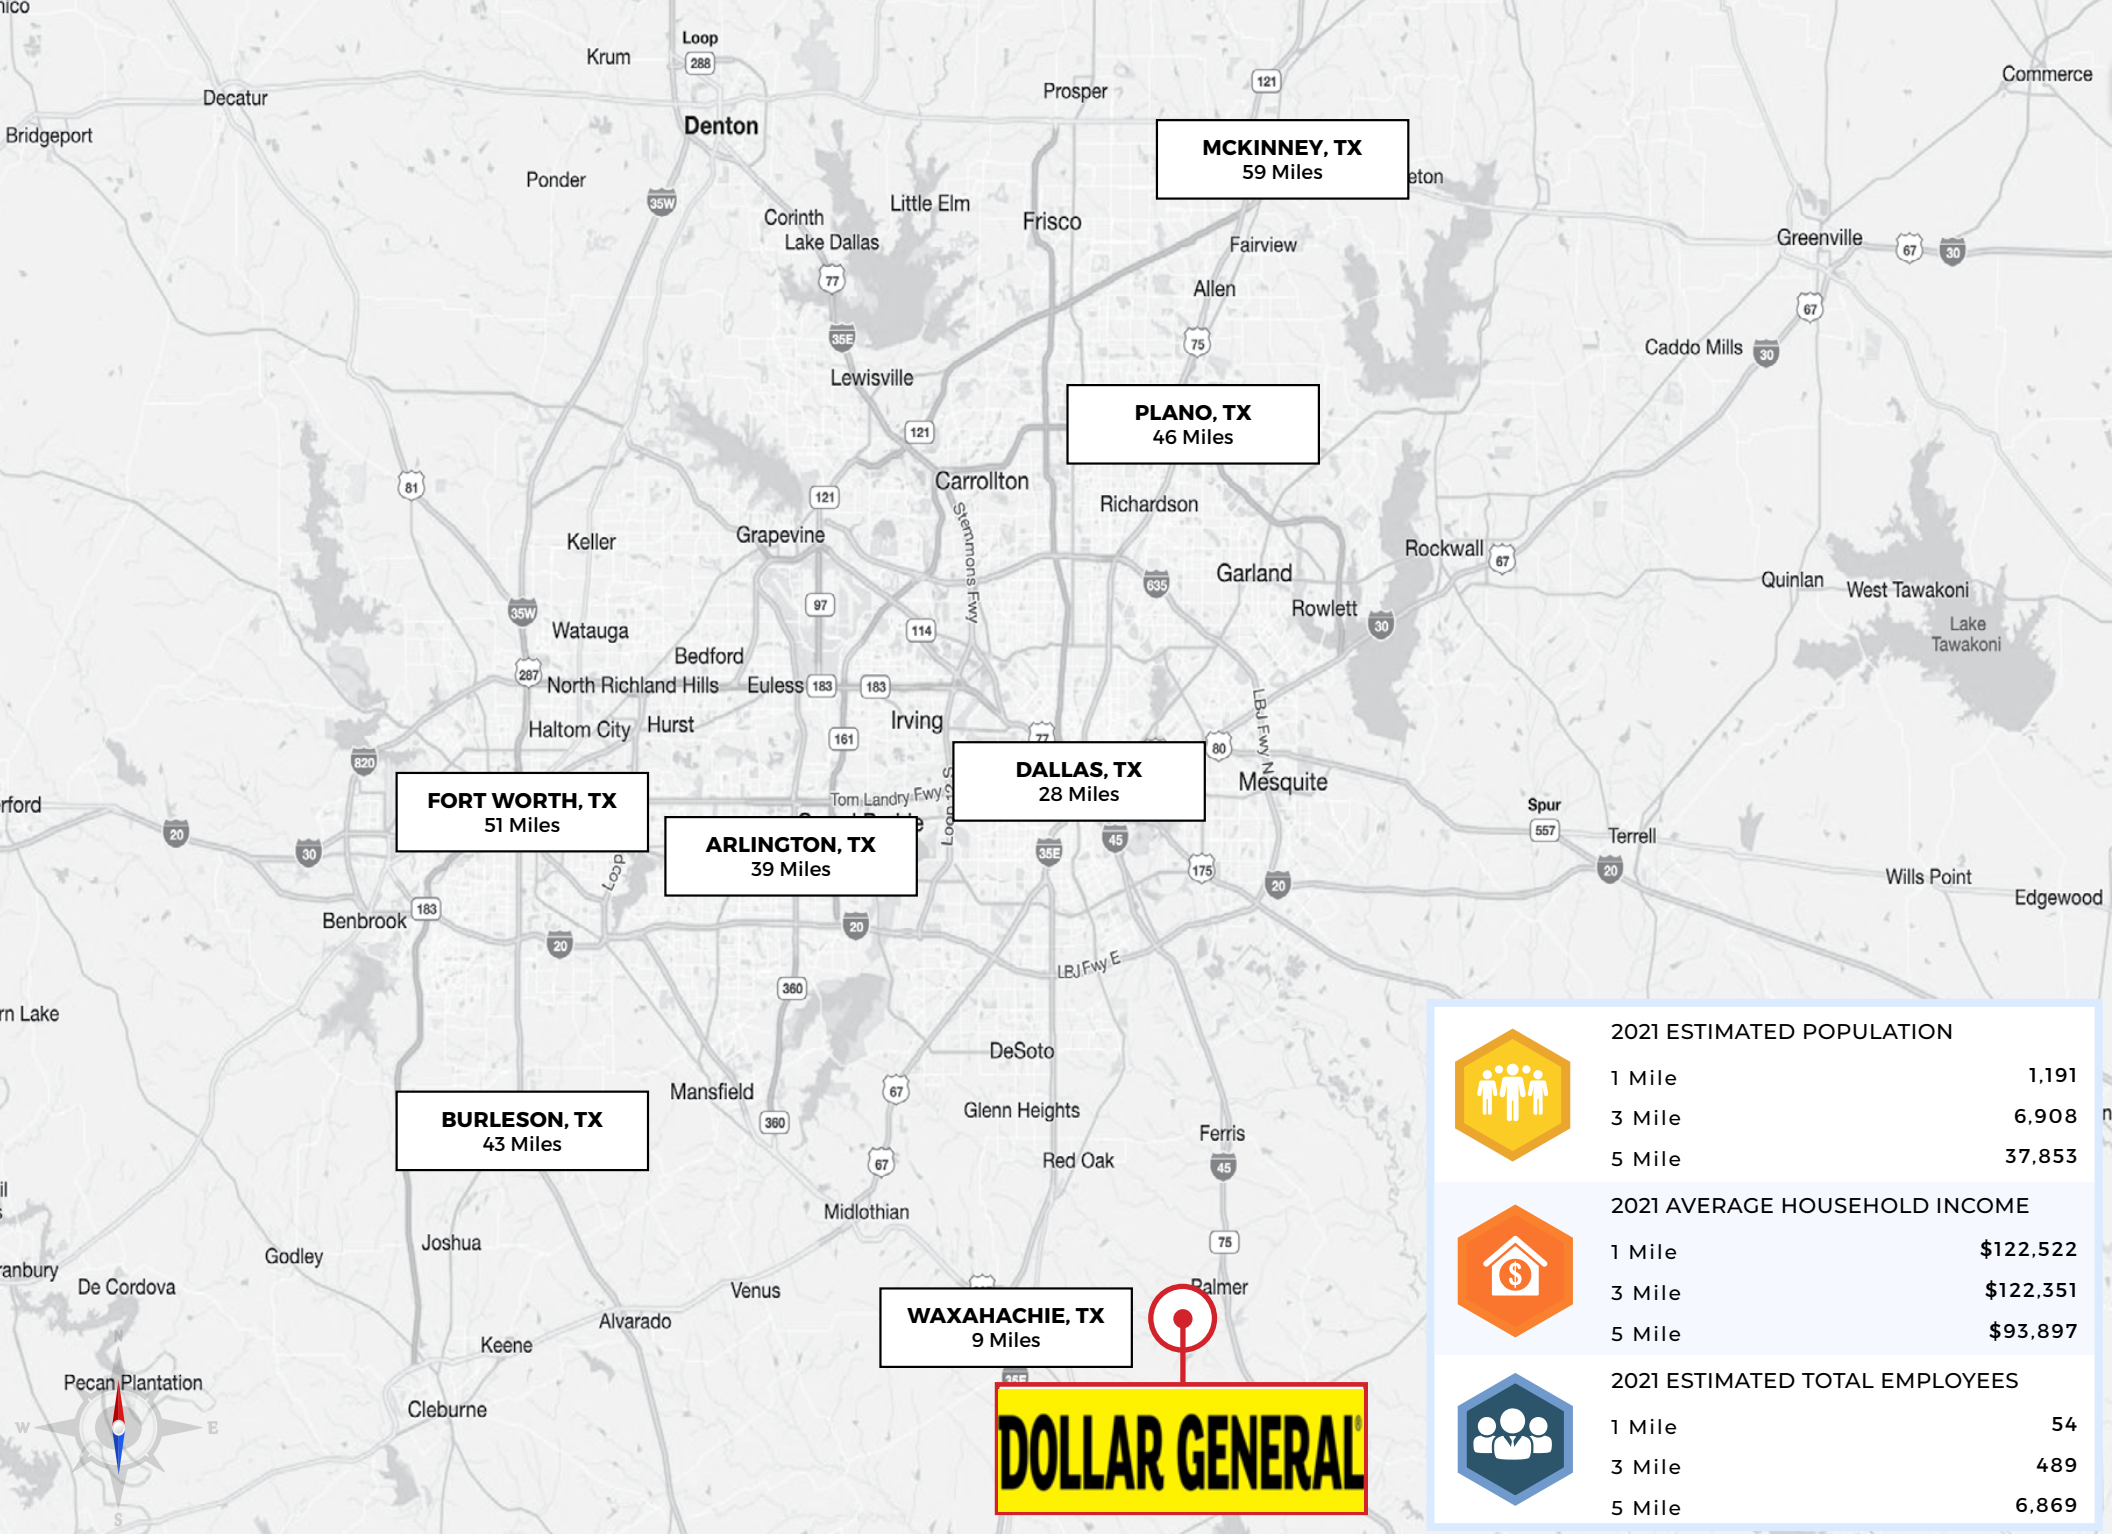 Krum
Loop
288
Decatur
Denton
Bridgeport
Prosper
121
Commerce
MCKINNEY, TX
59 Miles
Ponder
35W
Corinth
Little Elm
Lake Dallas
Frisco
Fairview
Greenville
67
30
77
Allen
67
35E
75
Caddo Mills
30
Lewisville
PLANO, TX
46 Miles
121
81
121
Carrollton
Richardson
Stemmons Fwy
Keller
Grapevine
Rockwall
67
635
Garland
Quinlan
West Tawakoni
35W
97
Rowlett
30
Lake
Tawakoni
Watauga
114
Bedford
287
North Richland Hills
Euless
183
183
Haltom City
Hurst
Irving
161
77
80
LBJ Fwy N
820
FORT WORTH, TX
51 Miles
Tom Landry Fwy
Loop 12 S
DALLAS, TX
28 Miles
Mesquite
Spur
557
Terrell
20
30
ARLINGTON, TX
39 Miles
Loop
35E
45
175
20
20
Wills Point
Edgewood
Benbrook
183
20
20
LBJ Fwy E
360
rn Lake
DeSoto
Mansfield
67
Glenn Heights
360
BURLESON, TX
43 Miles
Ferris
45
67
Red Oak
Midlothian
Joshua
75
Godley
De Cordova
Venus
Palmer
WAXAHACHIE, TX
9 Miles
Alvarado
Keene
35E
Pecan Plantation
Cleburne
N
W
E
S
DOLLAR GENERAL®
2021 ESTIMATED POPULATION
1 Mile 1,191
3 Mile 6,908
5 Mile 37,853
2021 AVERAGE HOUSEHOLD INCOME
1 Mile $122,522
3 Mile $122,351
5 Mile $93,897
2021 ESTIMATED TOTAL EMPLOYEES
1 Mile 54
3 Mile 489
5 Mile 6,869